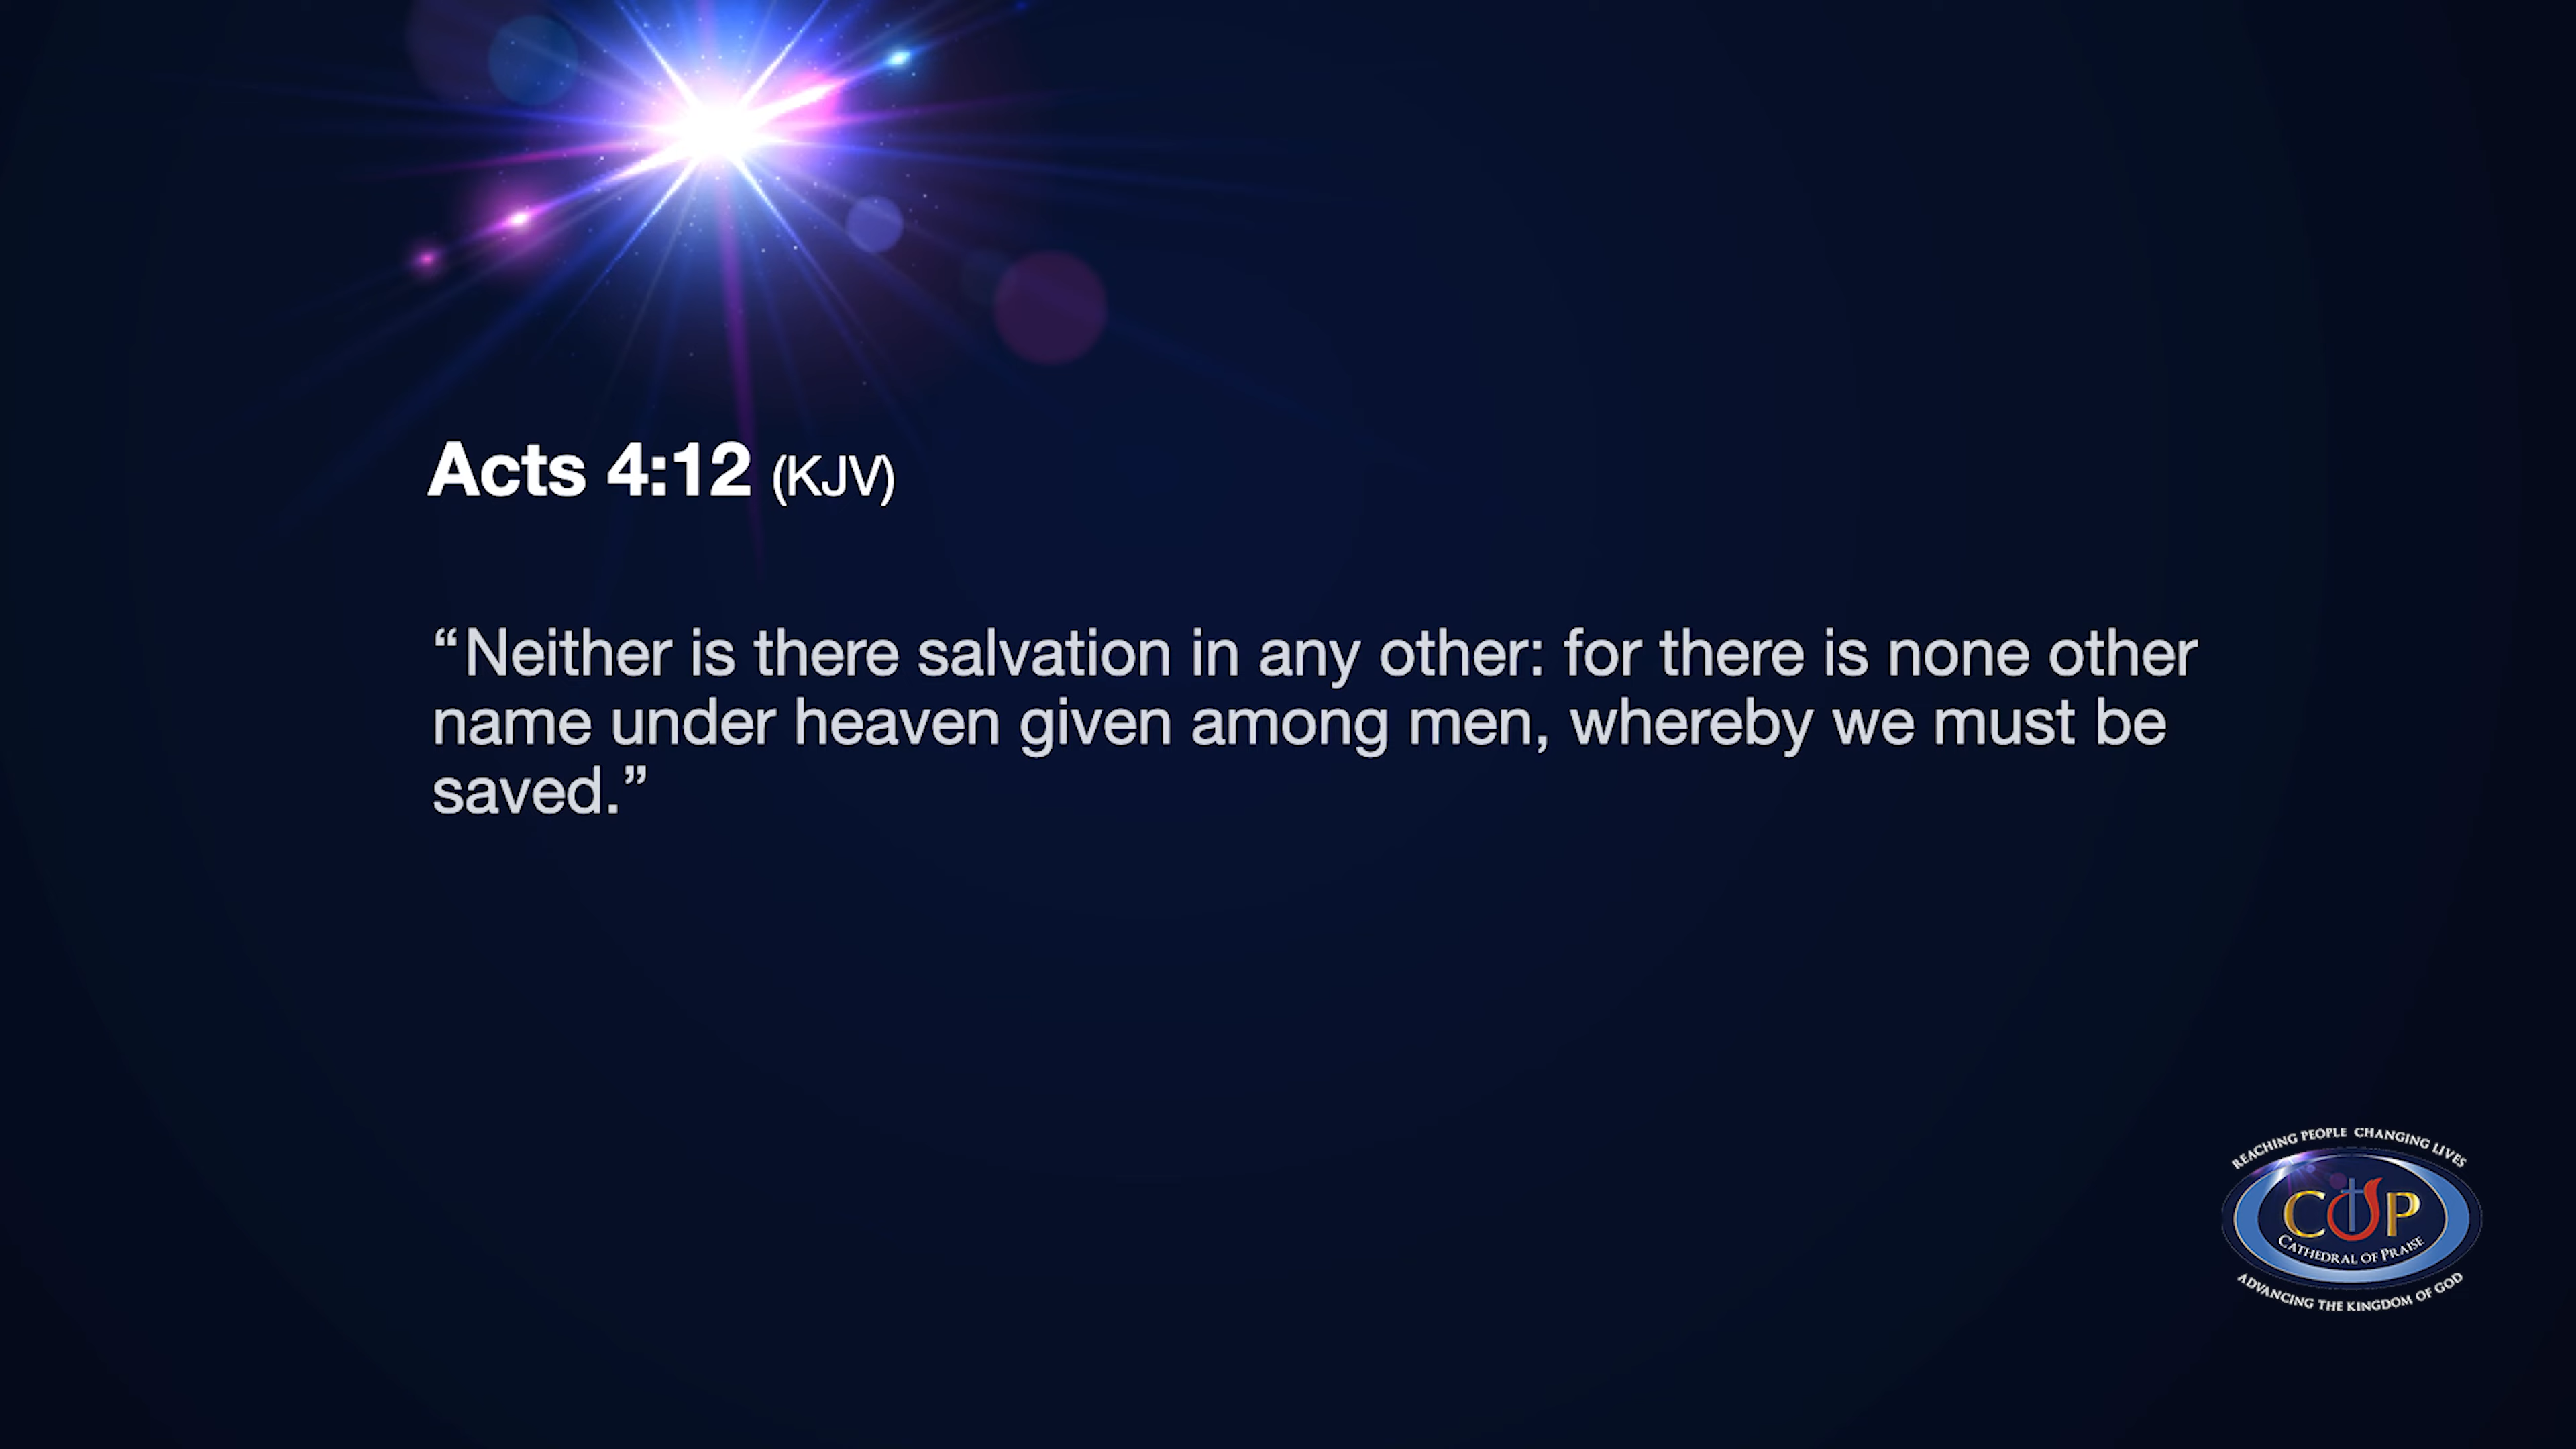 Acts 4:12 (KJV)
“Neither is there salvation in any other: for there is none other
name under heaven given among men, whereby we must be
saved.”
REACHING PEOPLE CHANGING LIVES
COP
CATHEDRAL OF PRAISE
ADVANCING THE KINGDOM OF GOD